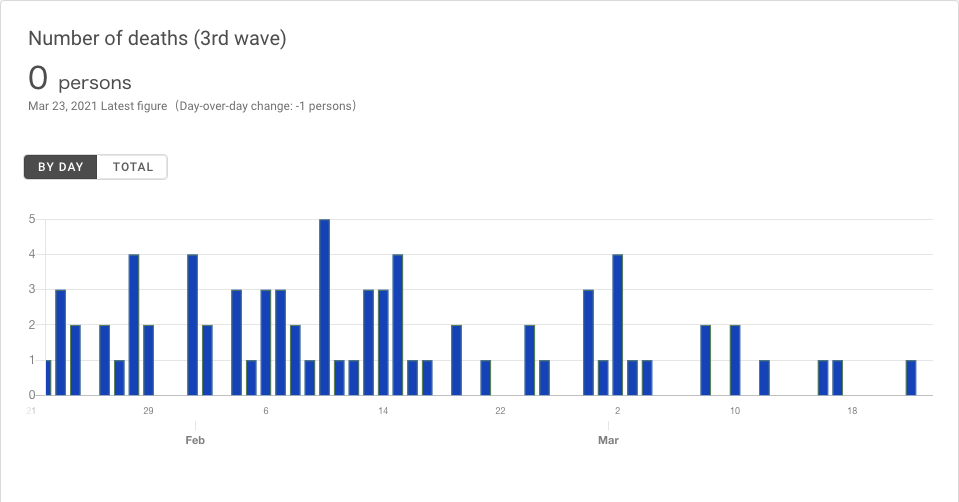 Number of deaths (3rd wave)
0 persons
Mar 23, 2021 Latest figure (Day-over-day change: -1 persons)
BY DAY TOTAL
5
4
3
2
1
0
21 29 6 14 22 2 10 18
Feb Mar